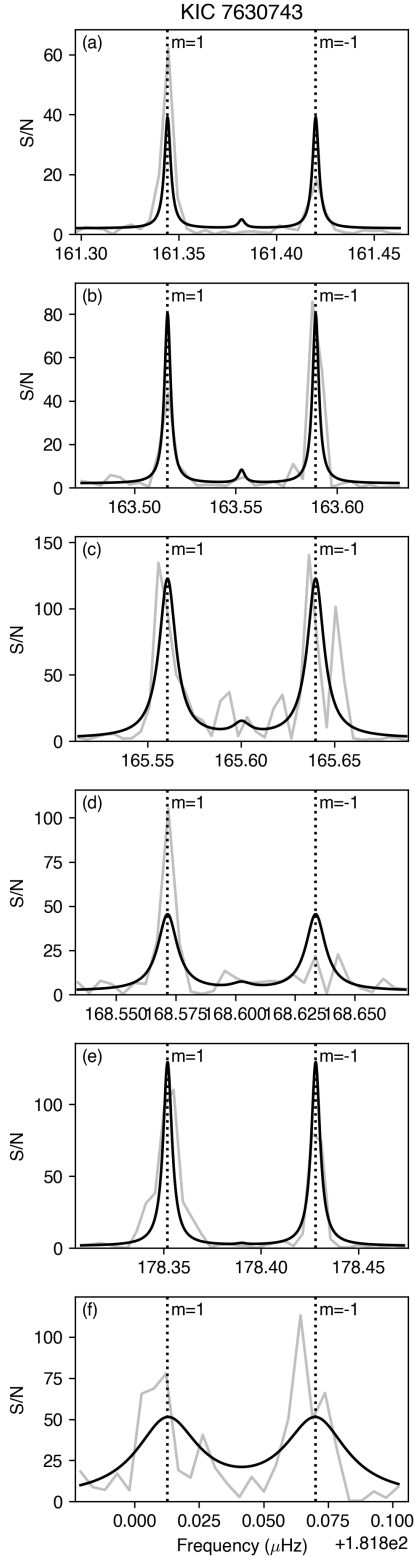 KIC 7630743
(a) m=1 m=-1
60
40
20
0
S/N
161.30 161.35 161.40 161.45
(b) m=1 m=-1
80
60
40
20
0
S/N
163.50 163.55 163.60
(c) m=1 m=-1
150
100
50
0
S/N
165.55 165.60 165.65
(d) m=1 m=-1
100
75
50
25
0
S/N
168.550 168.575 168.600 168.625 168.650
(e) m=1 m=-1
100
50
0
S/N
178.35 178.40 178.45
(f) m=1 m=-1
100
75
50
25
0
S/N
0.000 0.025 0.050 0.075 0.100
Frequency (μHz) +1.818e2